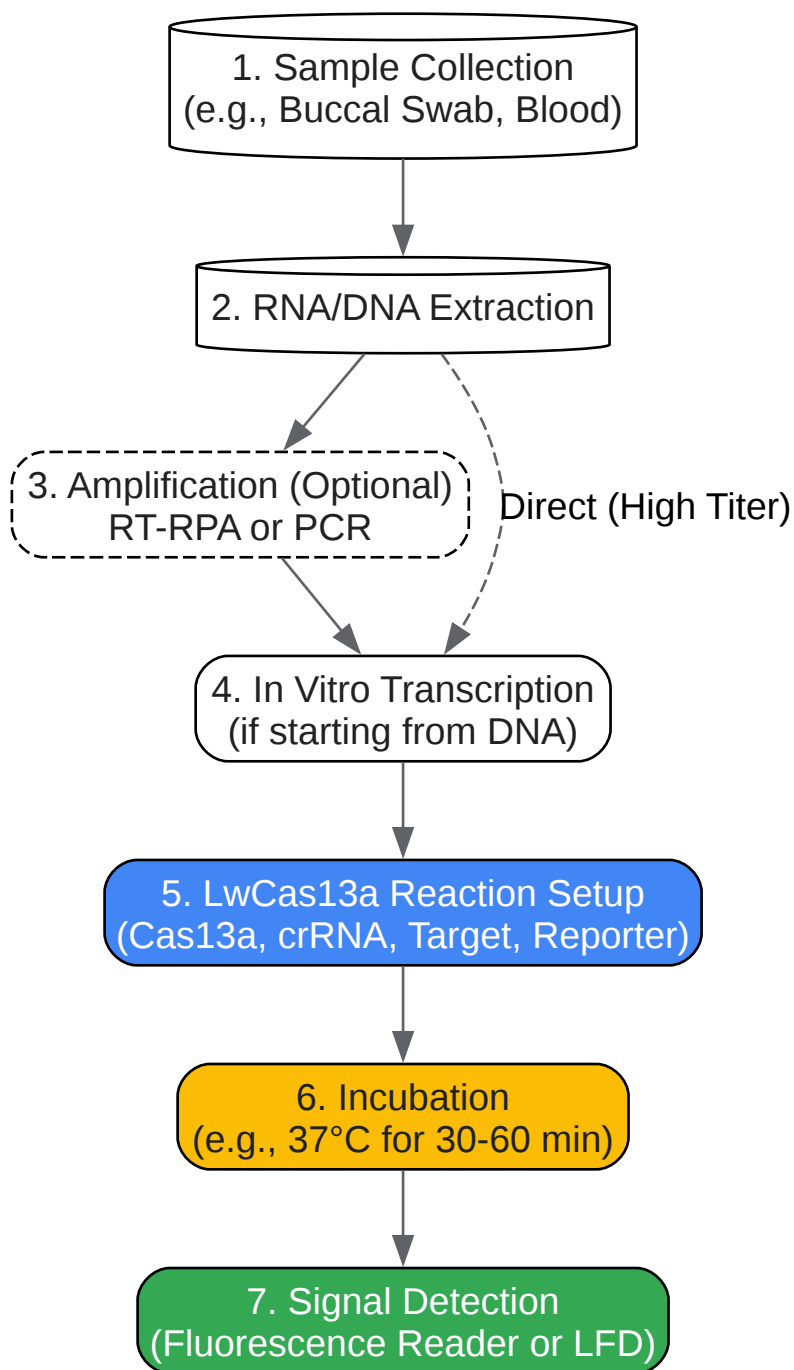 1. Sample Collection
(e.g., Buccal Swab, Blood)
2. RNA/DNA Extraction
3. Amplification (Optional)
RT-RPA or PCR
Direct (High Titer)
4. In Vitro Transcription
(if starting from DNA)
5. LwCas13a Reaction Setup
(Cas13a, crRNA, Target, Reporter)
6. Incubation
(e.g., 37°C for 30-60 min)
7. Signal Detection
(Fluorescence Reader or LFD)